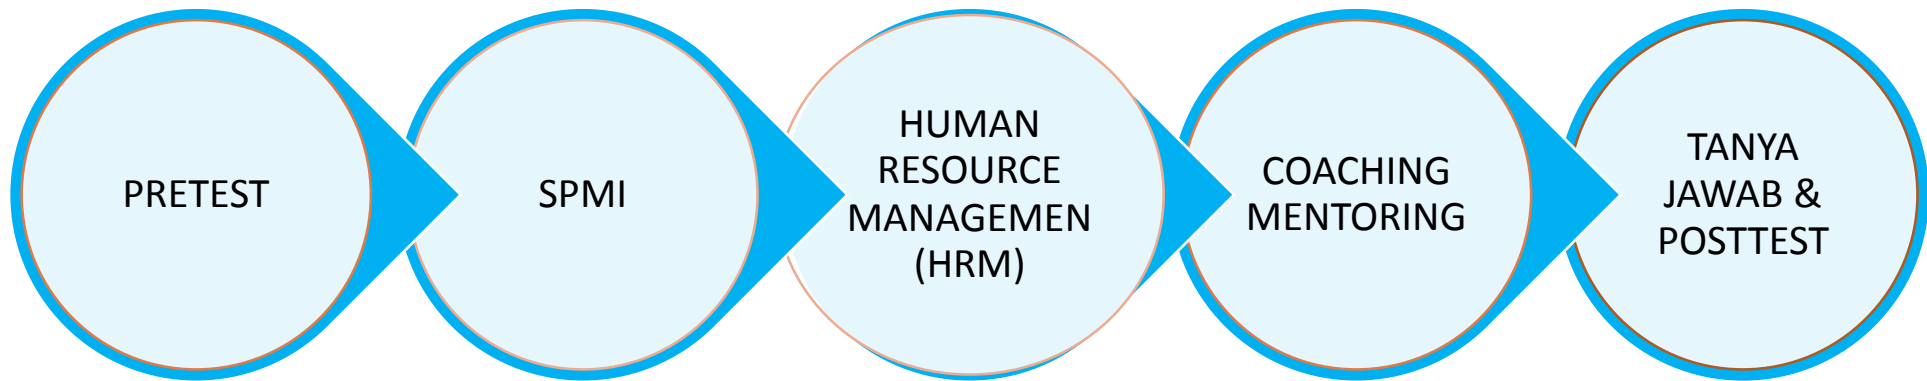 PRETEST
SPMI
HUMAN
RESOURCE
MANAGEMEN
(HRM)
COACHING
MENTORING
TANYA
JAWAB &
POSTTEST